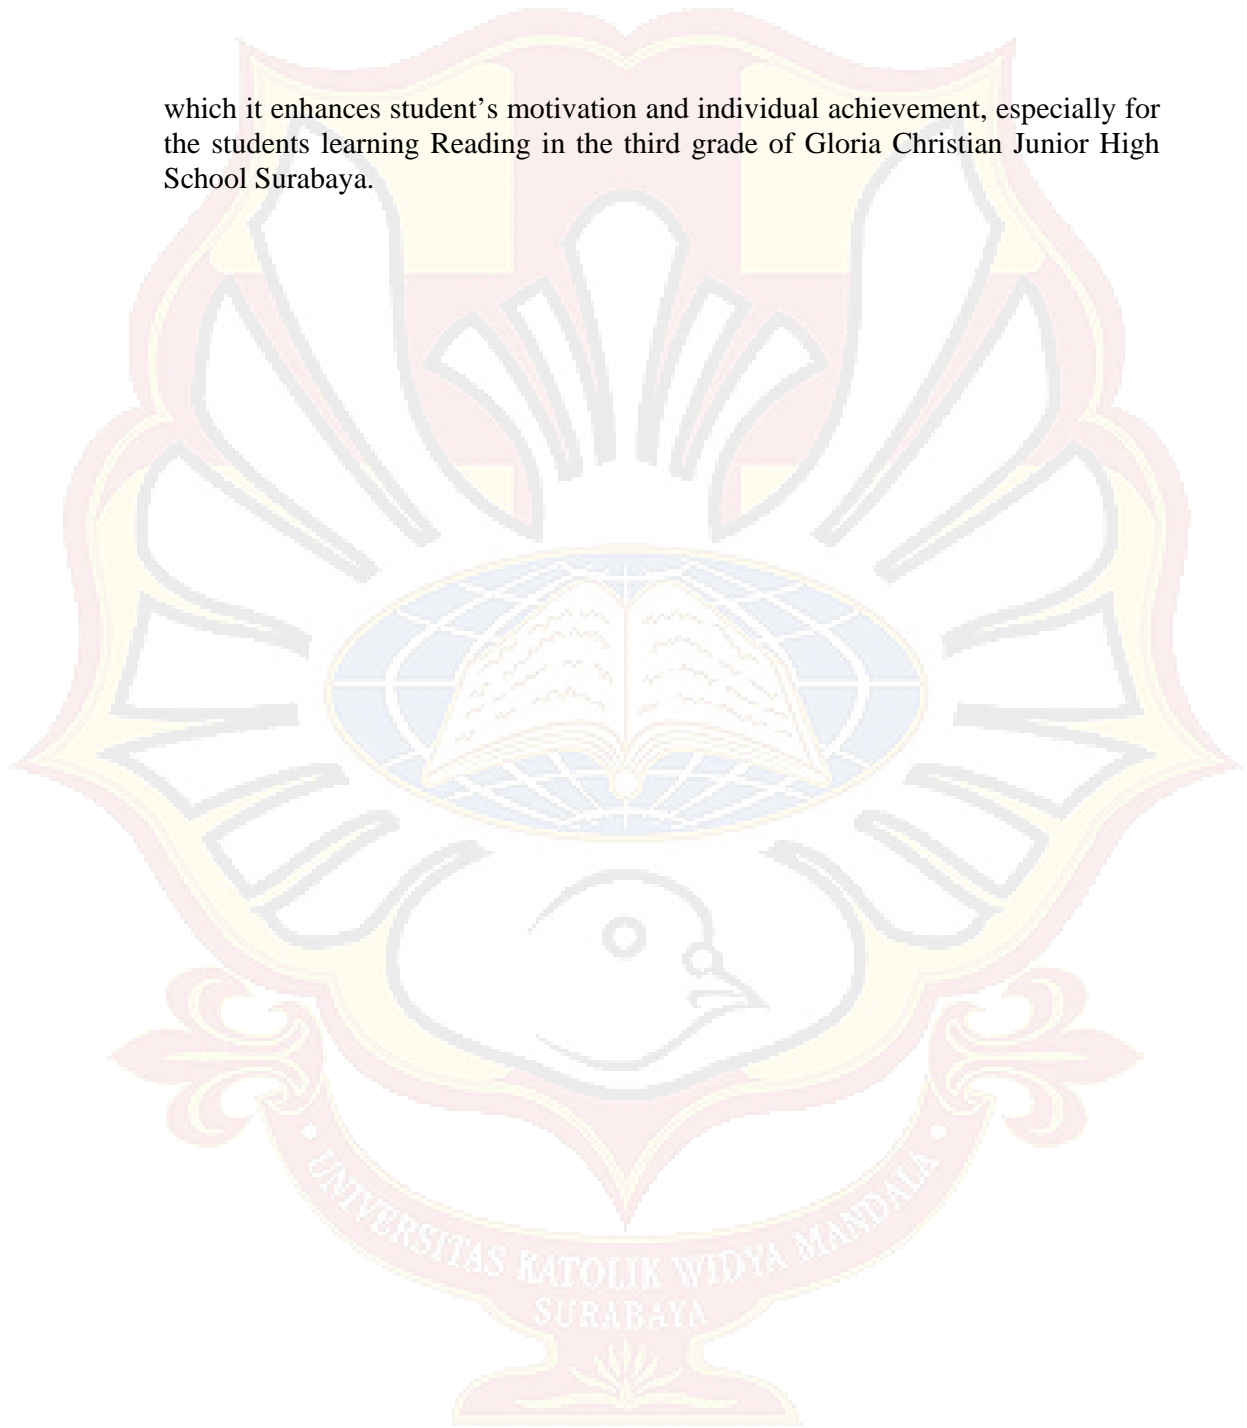 which it enhances student’s motivation and individual achievement, especially for
the students learning Reading in the third grade of Gloria Christian Junior High
School Surabaya.
UNIVERSITAS KATOLIK WIDYA MANDALA
SURABAYA